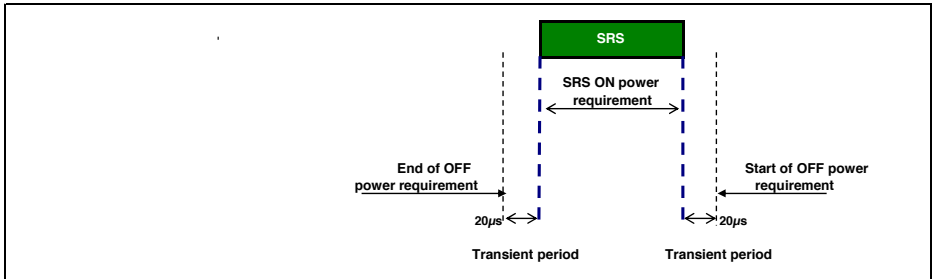 SRS
SRS ON power
requirement
End of OFF
power requirement
Start of OFF power
requirement
20µs
20µs
Transient period
Transient period